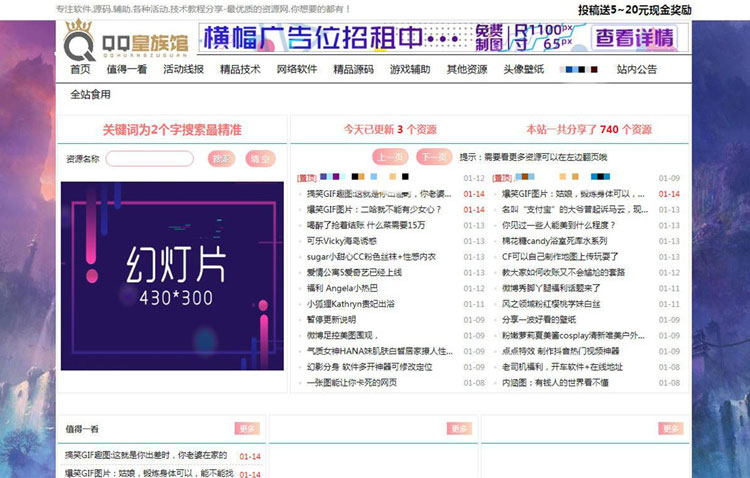 专注软件.源码.辅助.各种活动.技术教程分享-最优质的资源网.你想要的都有！
投稿送5~20元现金奖励
QQ皇族馆
QQHUANGZUGUAN
横幅广告位招租中··· 免费制图 尺寸 1100px 65px 查看详情
首页 值得一看 活动线报 精品技术 网络软件 精品源码 游戏辅助 其他资源 头像壁纸 站内公告
全站食用
关键词为2个字搜索最精准
今天已更新 3 个资源 本站一共分享了 740 个资源
资源名称 搜索 清空
上一页 下一页 提示：需要看更多资源可以在左边翻页哦
[置顶] 01-12
[置顶] 01-09
搞笑GIF趣图:这就是你出差时，你老婆... 01-14
爆笑GIF图片：姑娘，锻炼身体可以，... 01-14
爆笑GIF图片：二哈就不能有少女心？ 01-14
名叫“支付宝”的大爷曾起诉马云，现... 01-13
喝醉了抢着结账 什么菜需要15万 01-13
你见过一些人能美到什么程度？ 01-13
可乐Vicky海岛诱惑 01-13
棉花糖candy浴室死库水系列 01-13
sugar小甜心CC粉色丝袜+性感内衣 01-13
CF可以自己制作地图上传玩耍了 01-13
爱情公寓5爱奇艺已经上线 01-13
教大家如何收账又不会尴尬的套路 01-12
福利 Angela小热巴 01-12
微博秀脚丫腿福利话题来了 01-10
小狐狸Kathryn贵妃出浴 01-11
风之领域粉红樱桃学妹白丝 01-11
暂停更新说明 01-09
分享一波好看的壁纸 01-09
微博足控美图围观， 01-09
粉嫩萝莉夏美酱cosplay清新唯美户外... 01-09
气质女神HANA妹肌肤白皙居家撩人性... 01-09
点点特效 制作抖音热门视频神器 01-09
幻影分身 软件多开神器可修改定位 01-09
老司机福利，开车软件+在线地址 01-08
一张图能让你卡死的网页 01-08
内涵图：有钱人的世界看不懂 01-08
幻灯片
430*300
值得一看 更多 更多 更多
搞笑GIF趣图:这就是你出差时，你老婆在家的 01-14
爆笑GIF图片：姑娘，锻炼身体可以，能不能找 01-14